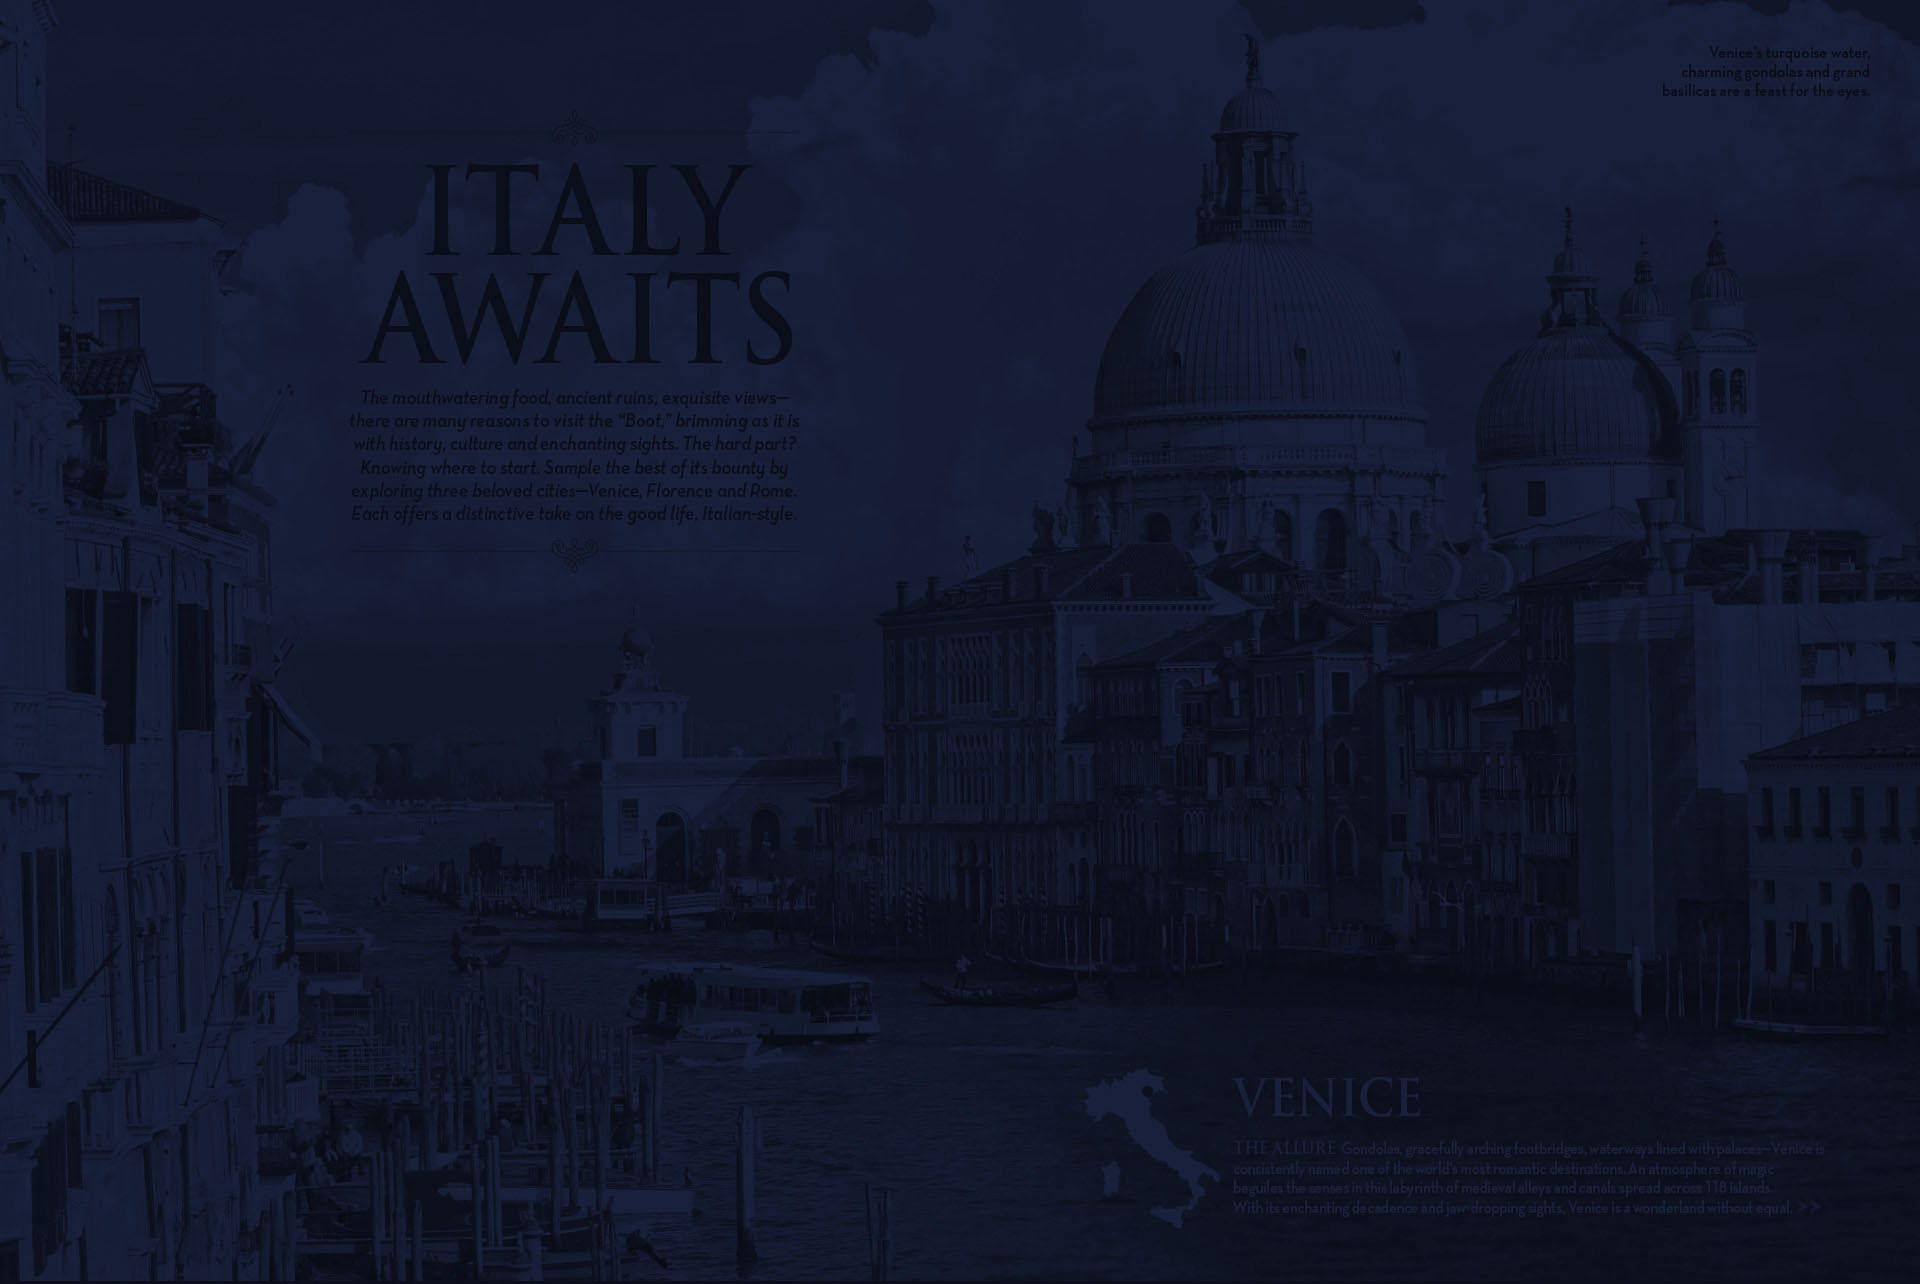 ITALY
AWAITS
The mouthwatering food, ancient ruins, exquisite views—
there are many reasons to visit the “Boot,” brimming as it is
with history, culture and enchanting sights. The hard part?
Knowing where to start. Sample the best of its bounty by
exploring three beloved cities—Venice, Florence and Rome.
Each offers a distinctive take on the good life, Italian-style.
Venice’s turquoise water,
charming gondolas and grand
basilicas are a feast for the eyes.
VENICE
THE ALLURE Gondolas, gracefully arching footbridges, waterways lined with palaces—Venice is
consistently named one of the world’s most romantic destinations. An atmosphere of magic
beguiles the senses in this labyrinth of medieval alleys and canals spread across 118 islands.
With its enchanting decadence and jaw-dropping sights, Venice is a wonderland without equal. >>